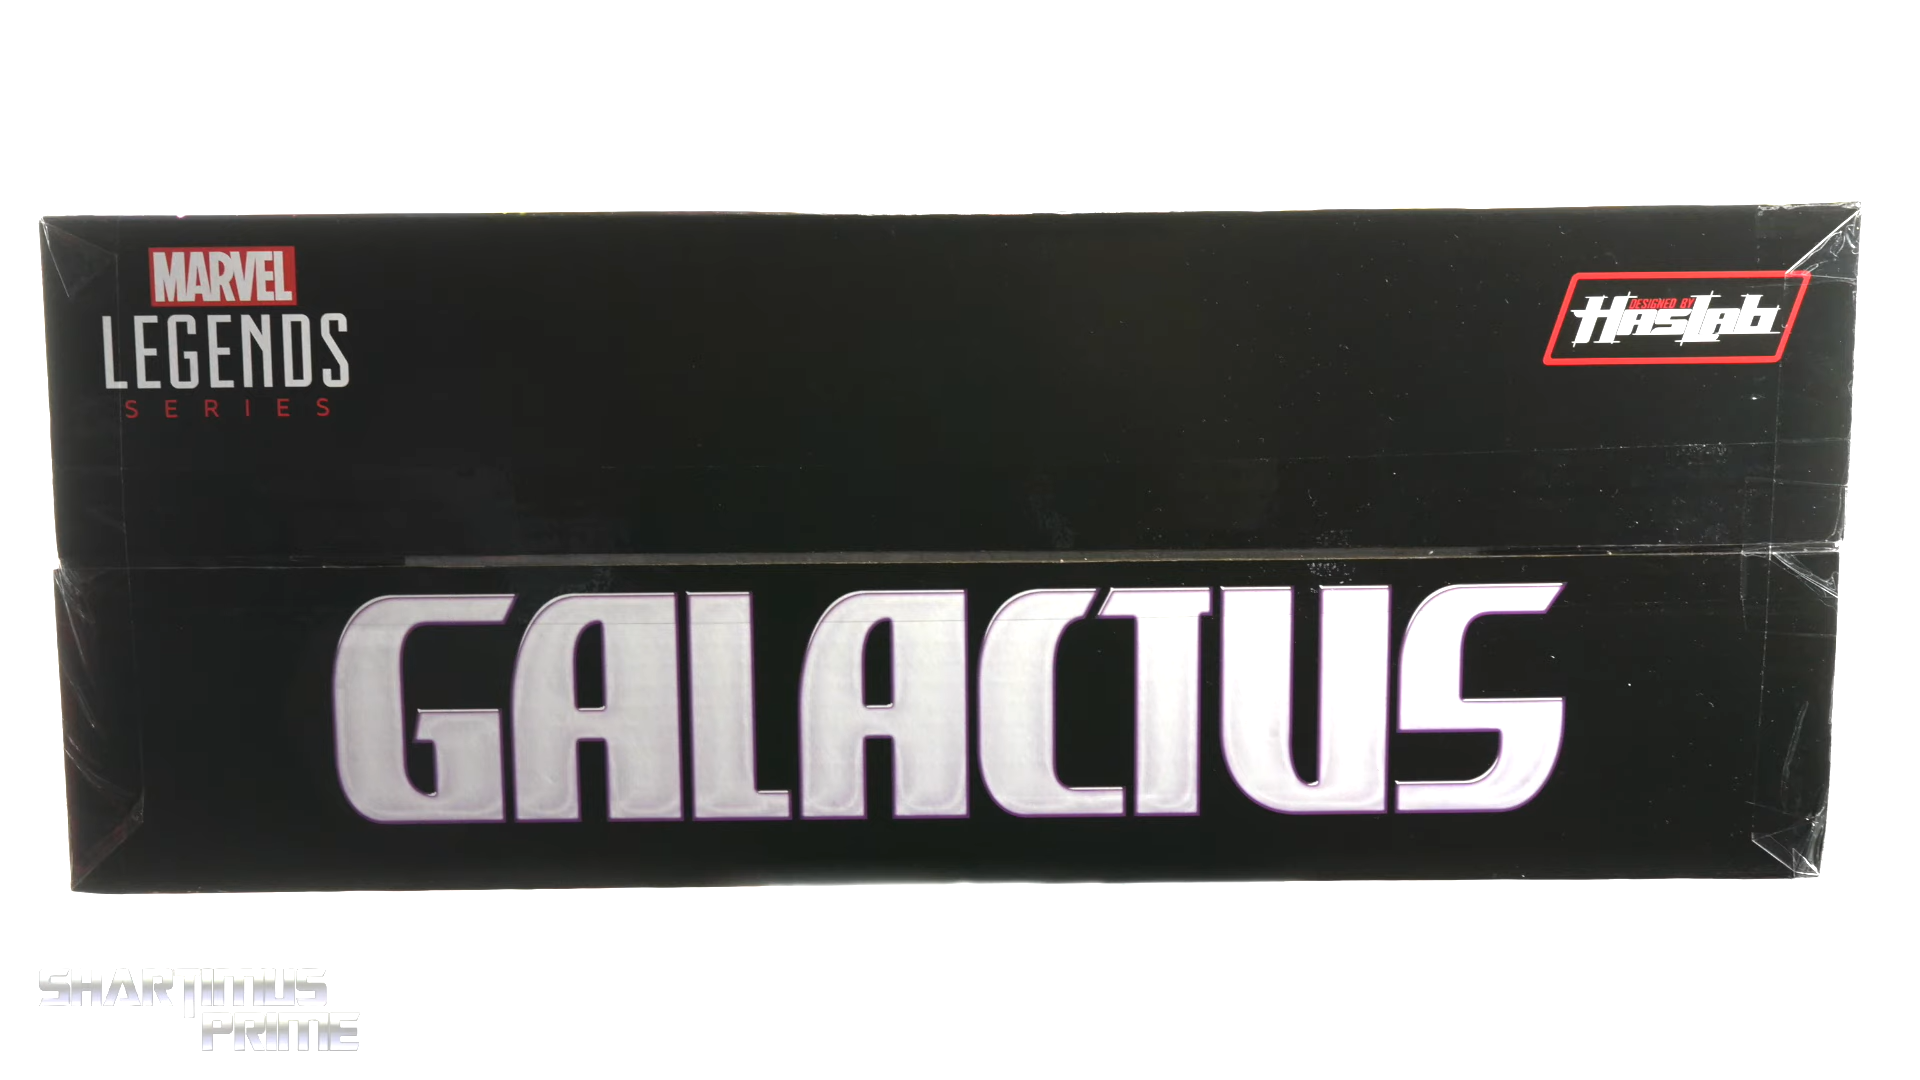 MARVEL
LEGENDS
SERIES
DESIGNED BY
HASLAB
GALACTUS
SHARTIMUS
PRIME